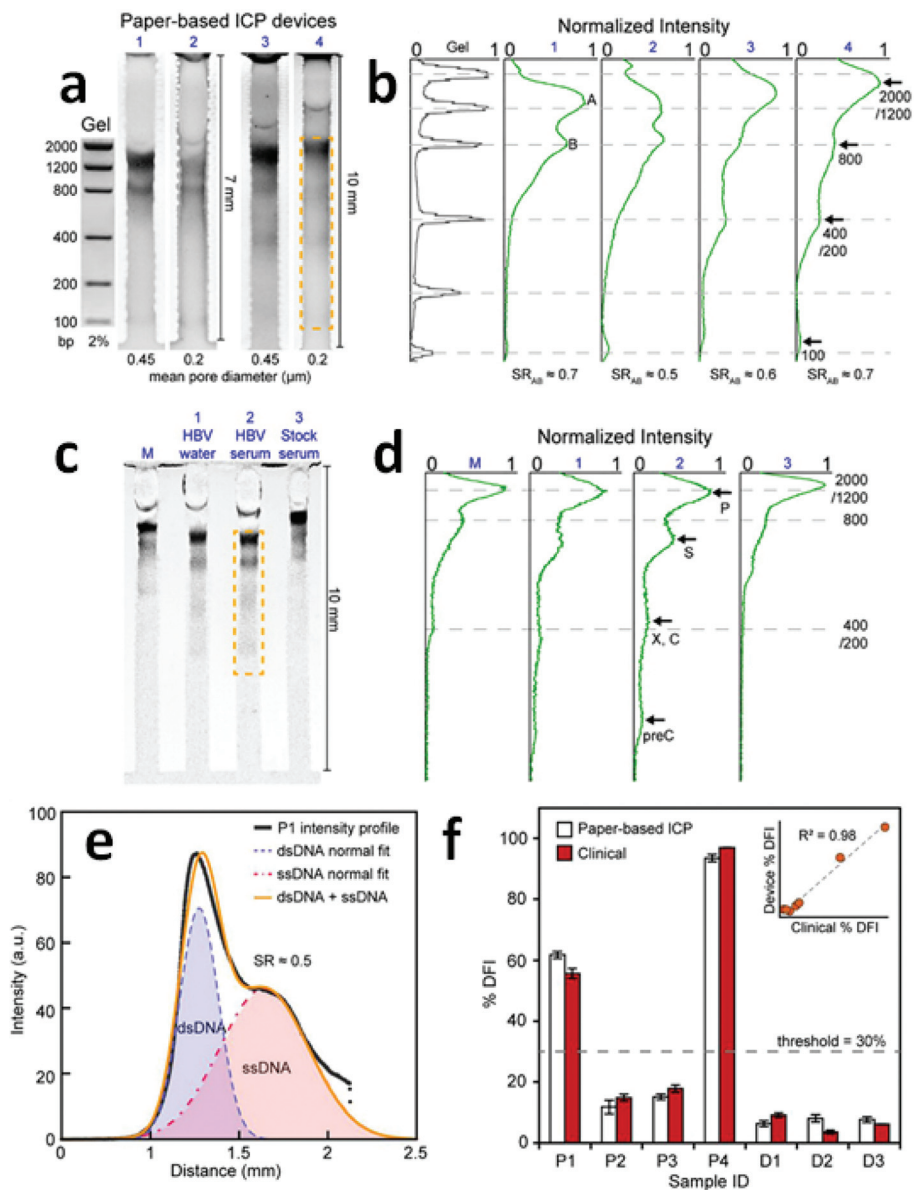 Paper-based ICP devices
1 2 3 4
a
Gel
2000
1200
800
400
200
100
bp 2%
7 mm
10 mm
0.45 0.2 0.45 0.2
mean pore diameter (µm)
Normalized Intensity
0 Gel 1 0 1 1 0 2 1 0 3 1 0 4 1
b
A
B
2000
/1200
800
400
/200
100
SR_AB ≈ 0.7 SR_AB ≈ 0.5 SR_AB ≈ 0.6 SR_AB ≈ 0.7
c
1 2 3
HBV HBV Stock
M water serum serum
10 mm
d
Normalized Intensity
0 M 1 0 1 1 0 2 1 0 3 1
2000
/1200
P
800
S
400
/200
X, C
preC
e
100
80
60
40
20
0
Intensity (a.u.)
P1 intensity profile
dsDNA normal fit
ssDNA normal fit
dsDNA + ssDNA
SR ≈ 0.5
dsDNA
ssDNA
0 1 1.5 2 2.5
Distance (mm)
f
100
80
60
40
20
0
% DFI
Paper-based ICP
Clinical
R² = 0.98
Device % DFI
Clinical % DFI
threshold = 30%
P1 P2 P3 P4 D1 D2 D3
Sample ID